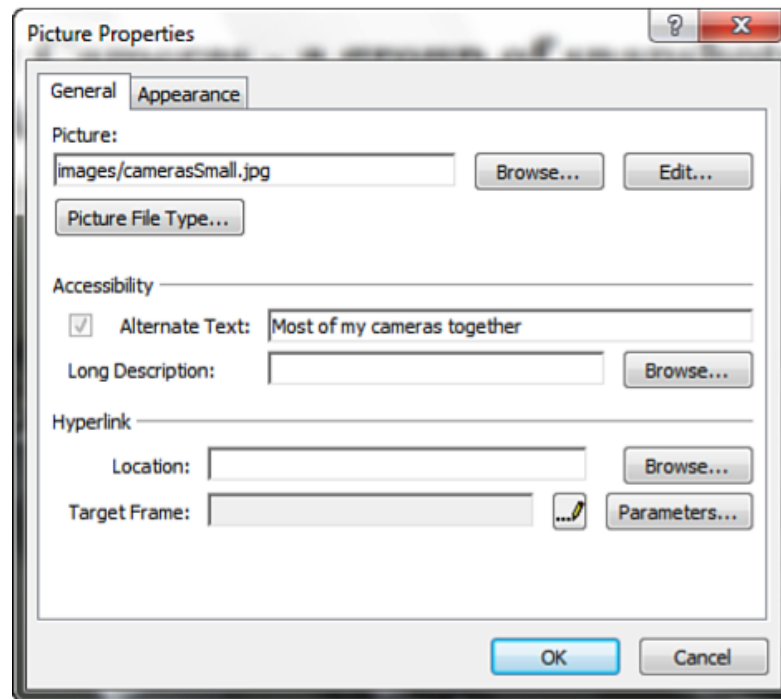 Picture Properties
General Appearance
Picture:
images/camerasSmall.jpg Browse... Edit...
Picture File Type...
Accessibility
Alternate Text: Most of my cameras together
Long Description: Browse...
Hyperlink
Location: Browse...
Target Frame: Parameters...
OK Cancel